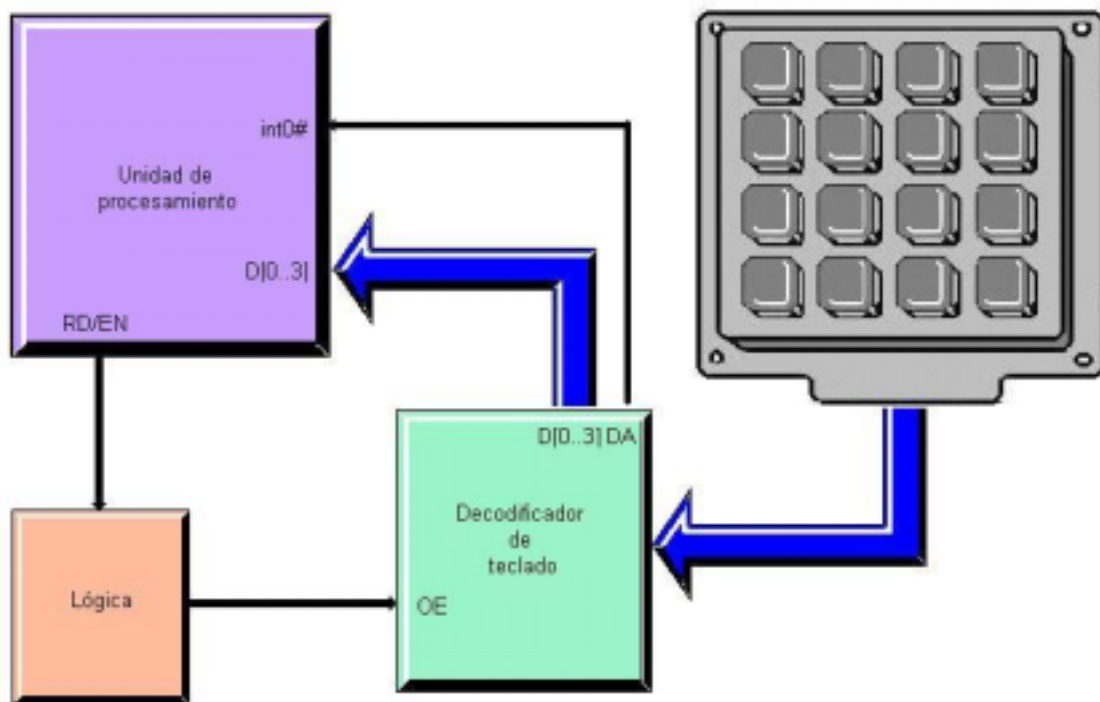 int0#
Unidad de
procesamiento
D[0..3]
RD/EN
D[0..3] DA
Decodificador
de
teclado
OE
Lógica